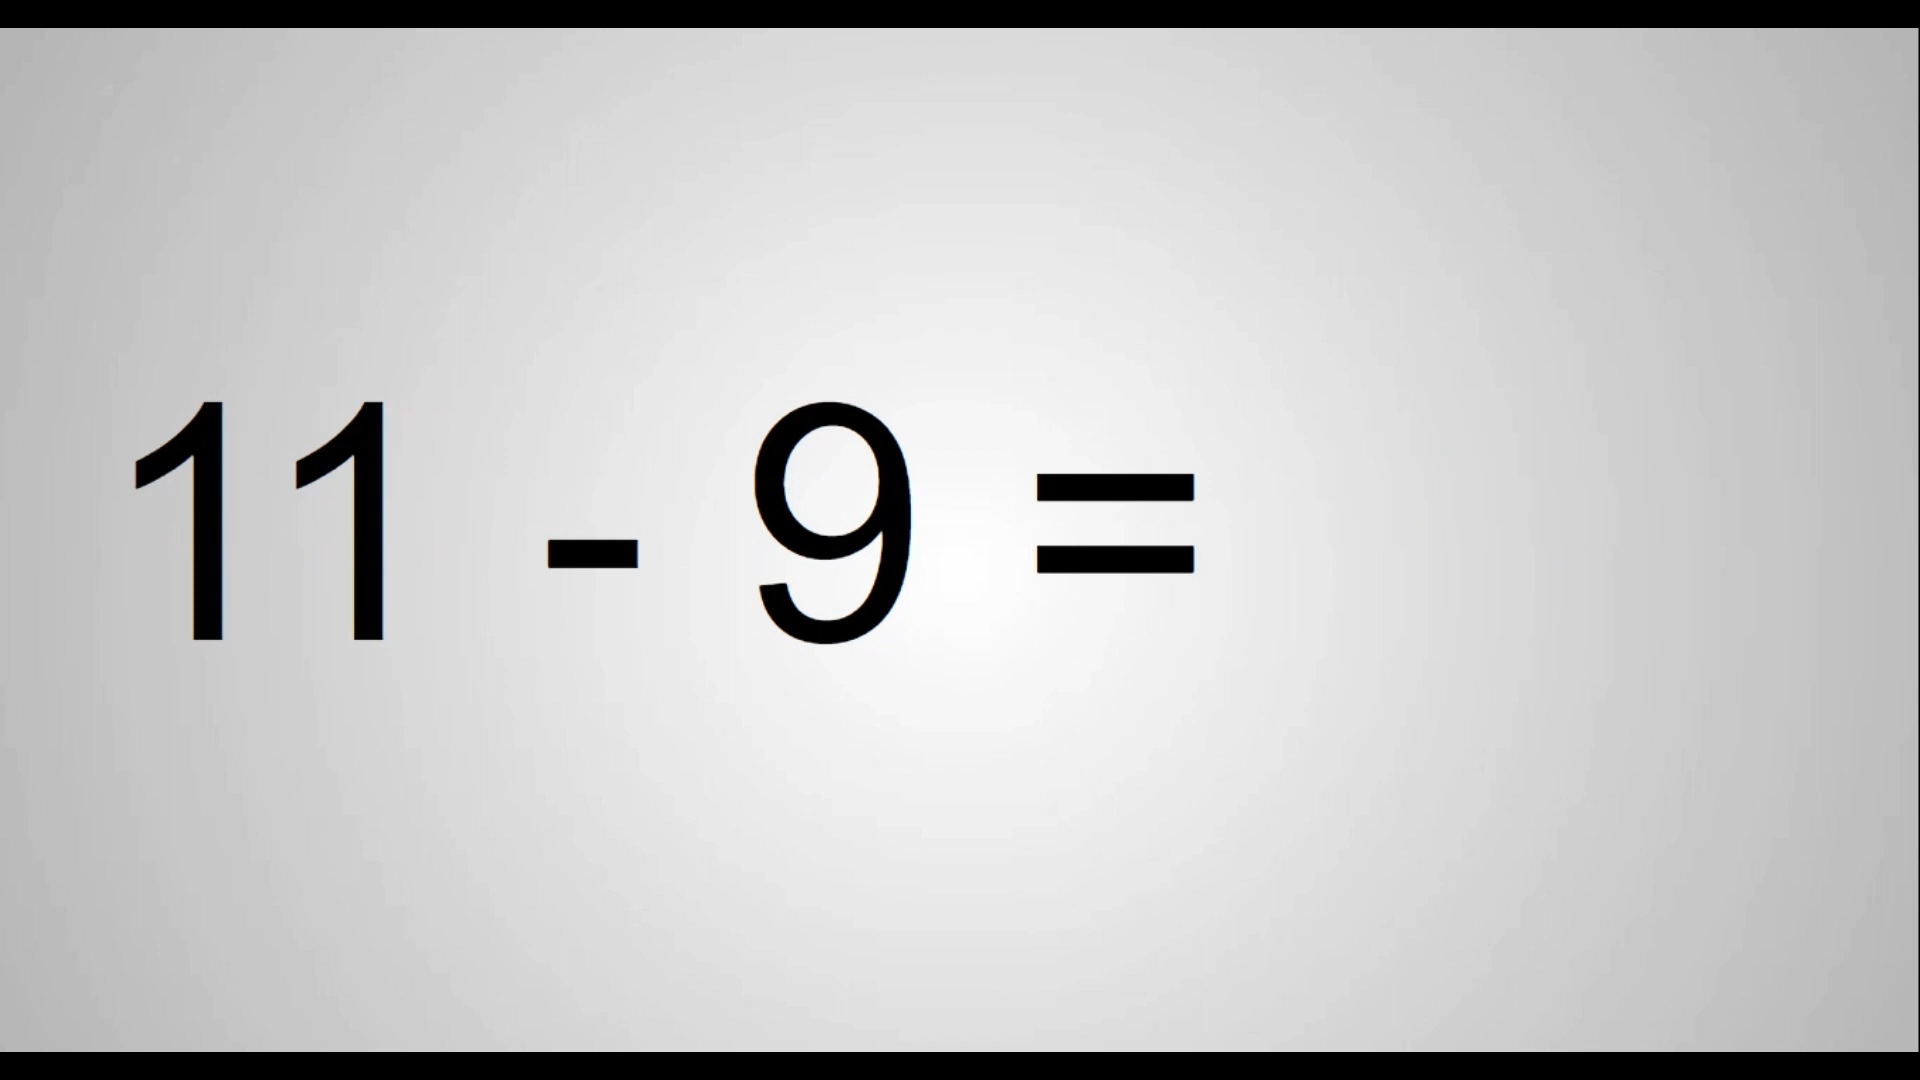 11 - 9 =